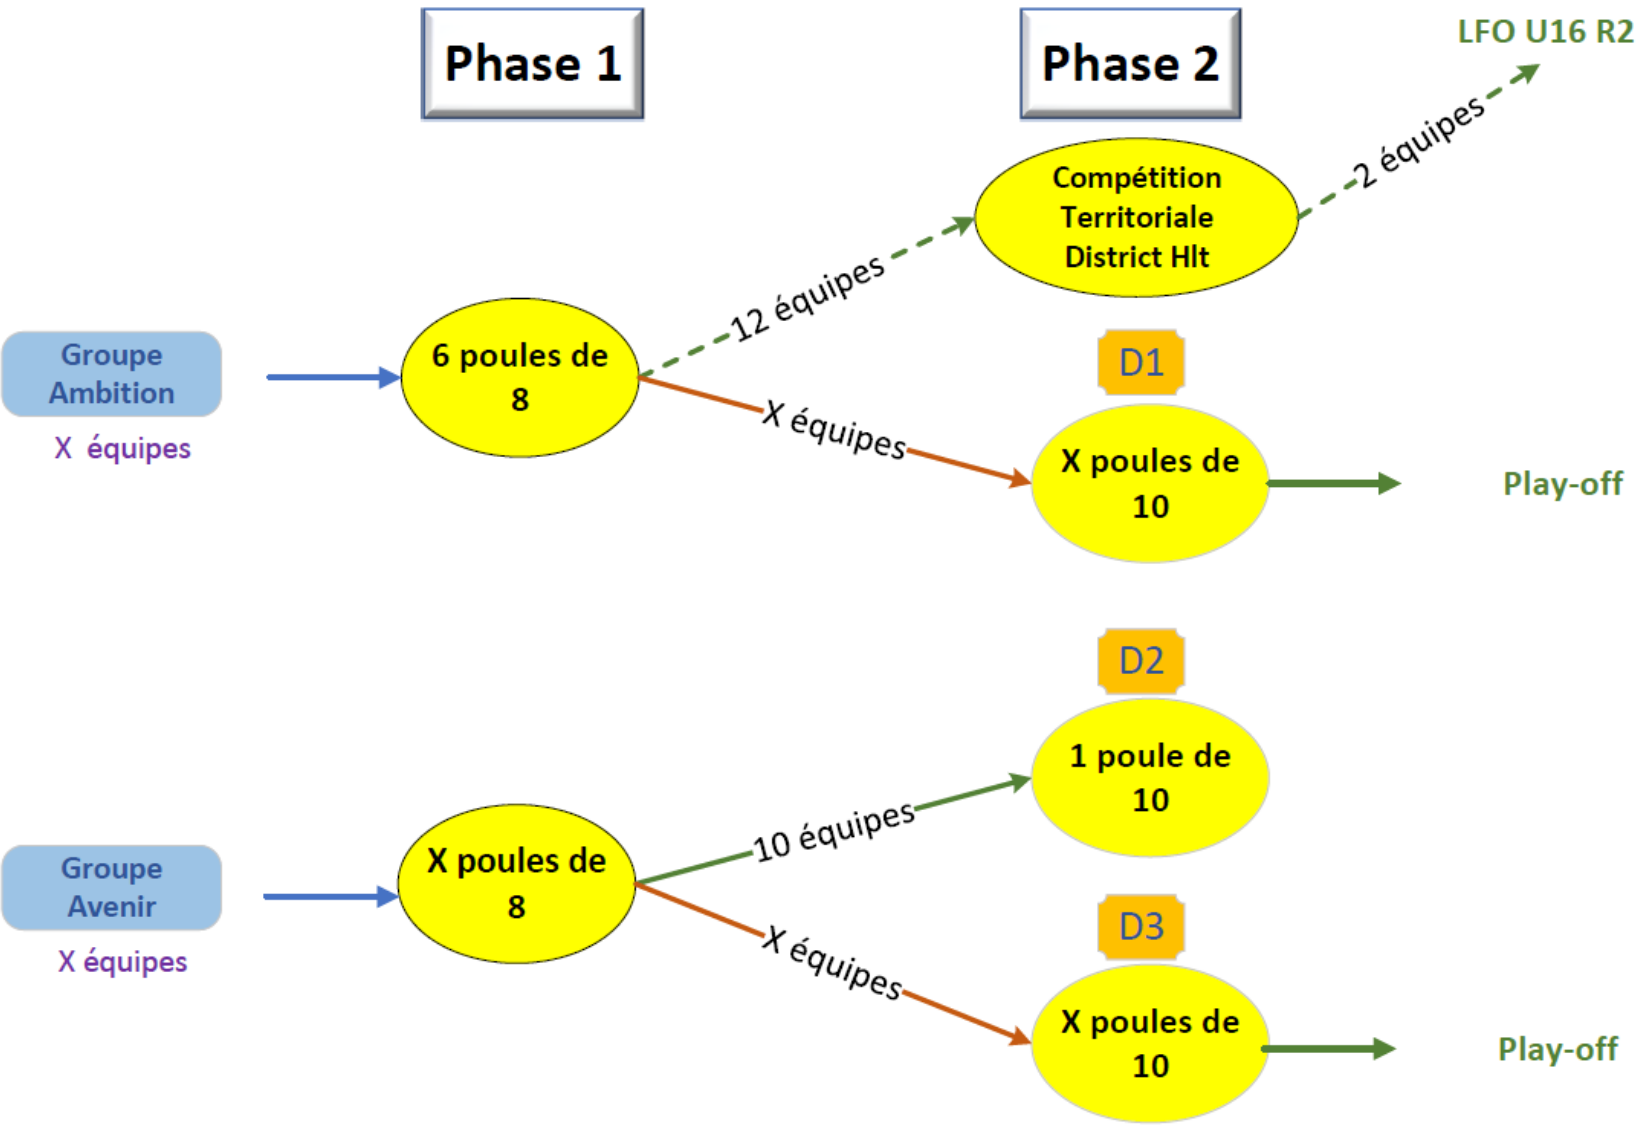 Phase 1
Phase 2
LFO U16 R2
2 équipes
Compétition
Territoriale
District Hlt
12 équipes
Groupe
Ambition
X équipes
6 poules de
8
X équipes
D1
X poules de
10
Play-off
D2
1 poule de
10
10 équipes
Groupe
Avenir
X équipes
X poules de
8
X équipes
D3
X poules de
10
Play-off